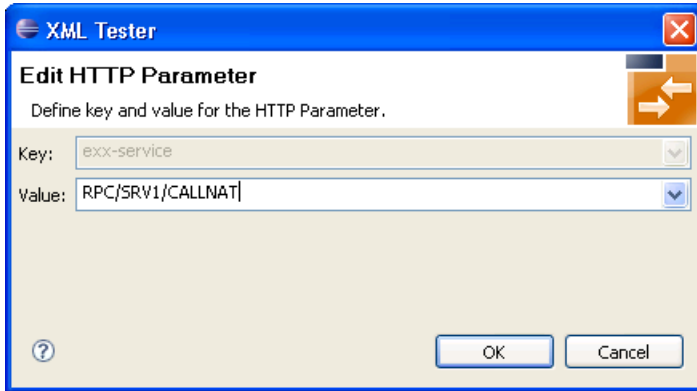 XML Tester
Edit HTTP Parameter
Define key and value for the HTTP Parameter.
Key: exx-service
Value: RPC/SRV1/CALLNAT
?
OK Cancel